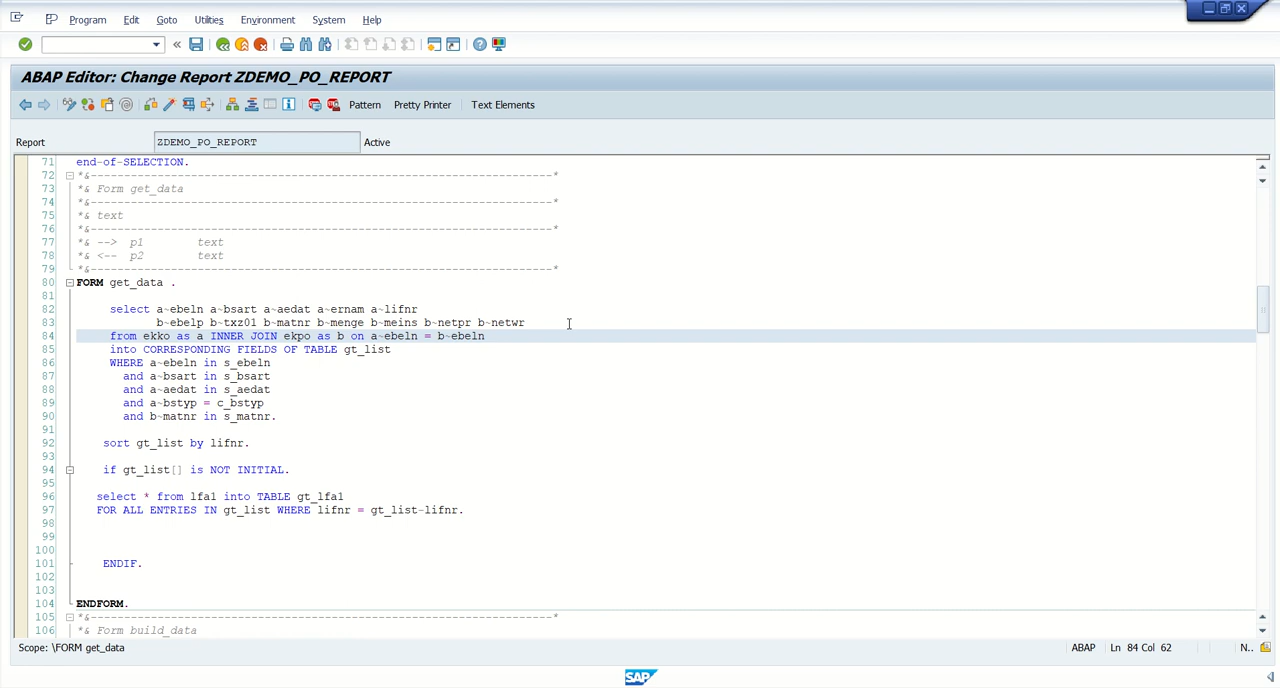 Program Edit Goto Utilities Environment System Help
ABAP Editor: Change Report ZDEMO_PO_REPORT
Pattern Pretty Printer Text Elements
Report ZDEMO_PO_REPORT Active
71 end-of-SELECTION.
72 *&---------------------------------------------------------------------*
73 *& Form get_data
74 *&---------------------------------------------------------------------*
75 *& text
76 *&---------------------------------------------------------------------*
77 *& --> p1 text
78 *& <-- p2 text
79 *&---------------------------------------------------------------------*
80 FORM get_data .
81
82 select a~ebeln a~bsart a~aedat a~ernam a~lifnr
83 b~ebelp b~txz01 b~matnr b~menge b~meins b~netpr b~netwr
84 from ekko as a INNER JOIN ekpo as b on a~ebeln = b~ebeln
85 into CORRESPONDING FIELDS OF TABLE gt_list
86 WHERE a~ebeln in s_ebeln
87 and a~bsart in s_bsart
88 and a~aedat in s_aedat
89 and a~bstyp = c_bstyp
90 and b~matnr in s_matnr.
91
92 sort gt_list by lifnr.
93
94 if gt_list[] is NOT INITIAL.
95
96 select * from lfa1 into TABLE gt_lfa1
97 FOR ALL ENTRIES IN gt_list WHERE lifnr = gt_list-lifnr.
98
99
100
101 ENDIF.
102
103
104 ENDFORM.
105 *&---------------------------------------------------------------------*
106 *& Form build_data
Scope: \FORM get_data ABAP Ln 84 Col 62 N..
SAP